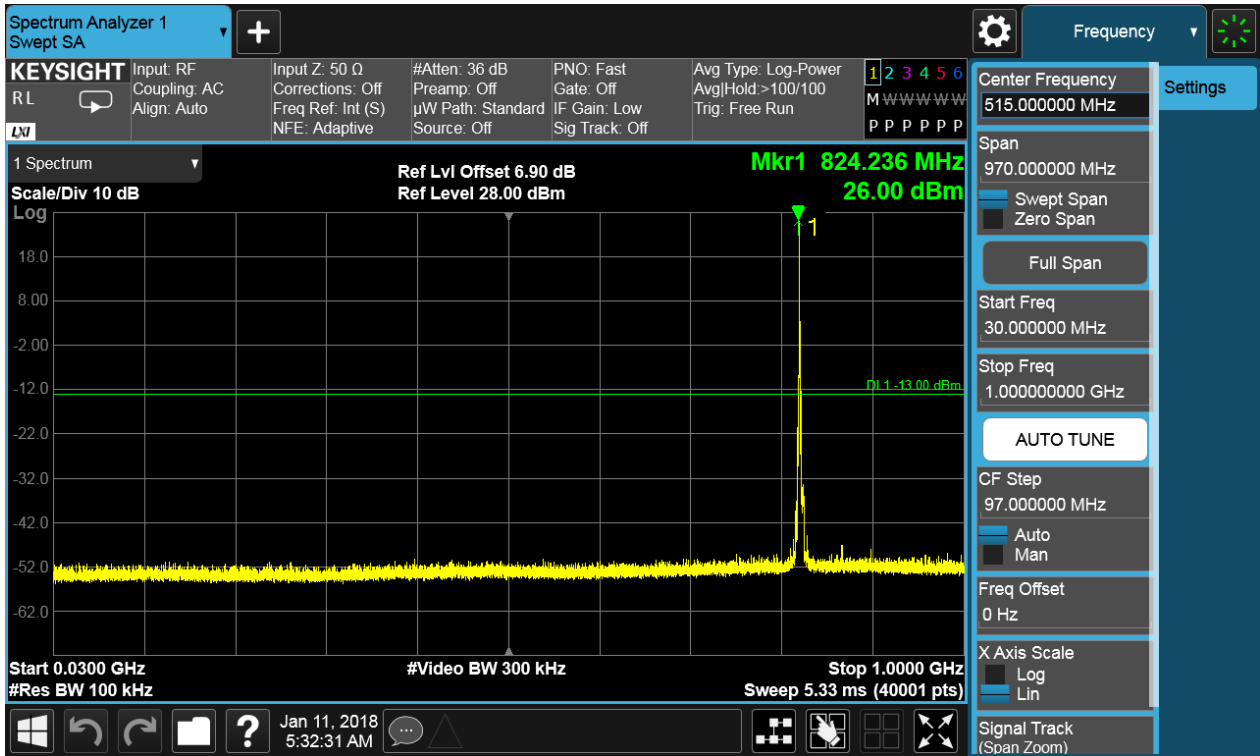 Spectrum Analyzer 1
Swept SA
+
Frequency
KEYSIGHT
R L
LXI
Input: RF
Coupling: AC
Align: Auto
Input Z: 50 Ω
Corrections: Off
Freq Ref: Int (S)
NFE: Adaptive
#Atten: 36 dB
Preamp: Off
µW Path: Standard
Source: Off
PNO: Fast
Gate: Off
IF Gain: Low
Sig Track: Off
Avg Type: Log-Power
Avg|Hold:>100/100
Trig: Free Run
1 2 3 4 5 6
M W W W W W
P P P P P P
1 Spectrum
Scale/Div 10 dB
Log
Ref Lvl Offset 6.90 dB
Ref Level 28.00 dBm
Mkr1 824.236 MHz
26.00 dBm
1
18.0
8.00
-2.00
-12.0
DL1 -13.00 dBm
-22.0
-32.0
-42.0
-52.0
-62.0
Start 0.0300 GHz
#Video BW 300 kHz
Stop 1.0000 GHz
#Res BW 100 kHz
Sweep 5.33 ms (40001 pts)
Center Frequency
515.000000 MHz
Settings
Span
970.000000 MHz
Swept Span
Zero Span
Full Span
Start Freq
30.000000 MHz
Stop Freq
1.000000000 GHz
AUTO TUNE
CF Step
97.000000 MHz
Auto
Man
Freq Offset
0 Hz
X Axis Scale
Log
Lin
Signal Track
(Span Zoom)
?
Jan 11, 2018
5:32:31 AM